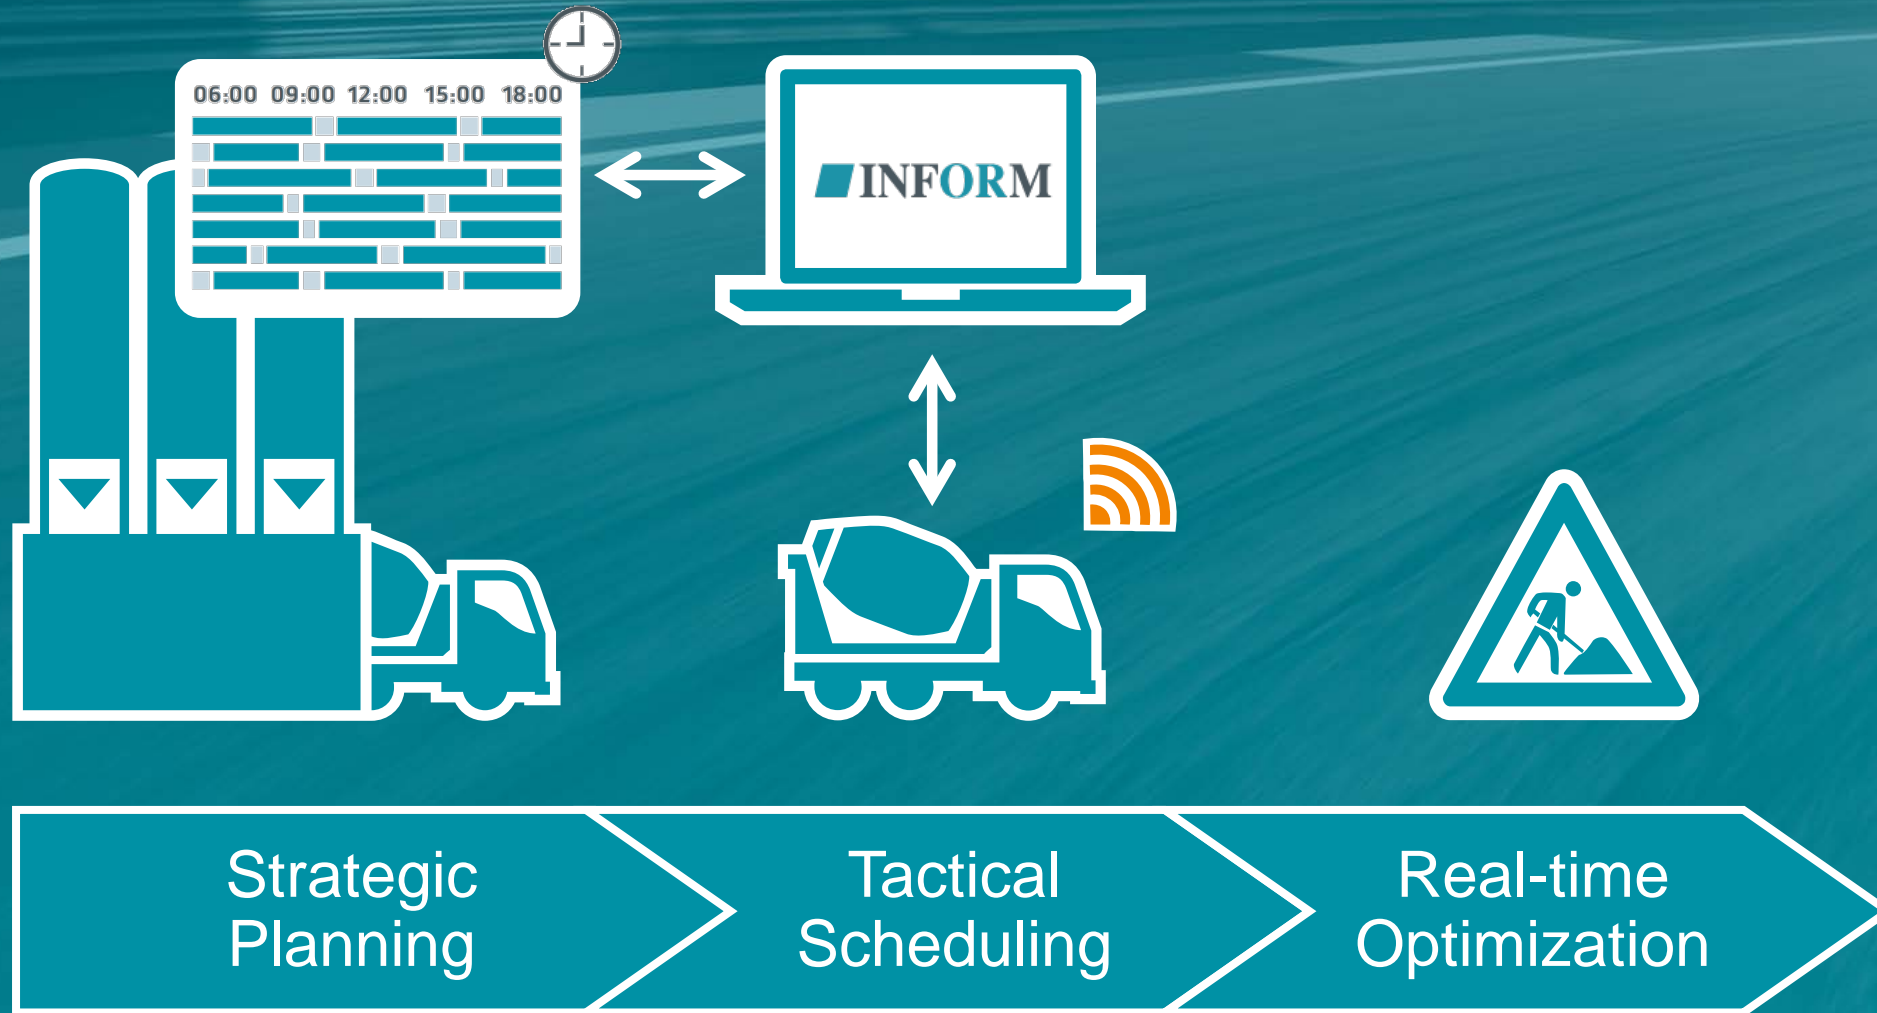 06:00 09:00 12:00 15:00 18:00
INFORM
Strategic
Planning
Tactical
Scheduling
Real-time
Optimization